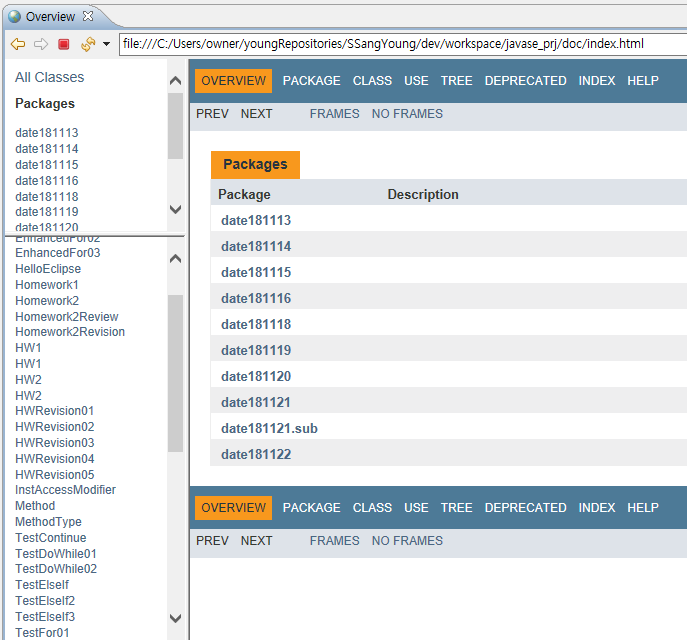 Overview
file:///C:/Users/owner/youngRepositories/SSangYoung/dev/workspace/javase_prj/doc/index.html
All Classes
Packages
date181113
date181114
date181115
date181116
date181118
date181119
date181120
EnhancedFor02
EnhancedFor03
HelloEclipse
Homework1
Homework2
Homework2Review
Homework2Revision
HW1
HW1
HW2
HW2
HWRevision01
HWRevision02
HWRevision03
HWRevision04
HWRevision05
InstAccessModifier
Method
MethodType
TestContinue
TestDoWhile01
TestDoWhile02
TestElseIf
TestElseIf2
TestElseIf3
TestFor01
OVERVIEW PACKAGE CLASS USE TREE DEPRECATED INDEX HELP
PREV NEXT FRAMES NO FRAMES
Packages
Package Description
date181113
date181114
date181115
date181116
date181118
date181119
date181120
date181121
date181121.sub
date181122
OVERVIEW PACKAGE CLASS USE TREE DEPRECATED INDEX HELP
PREV NEXT FRAMES NO FRAMES